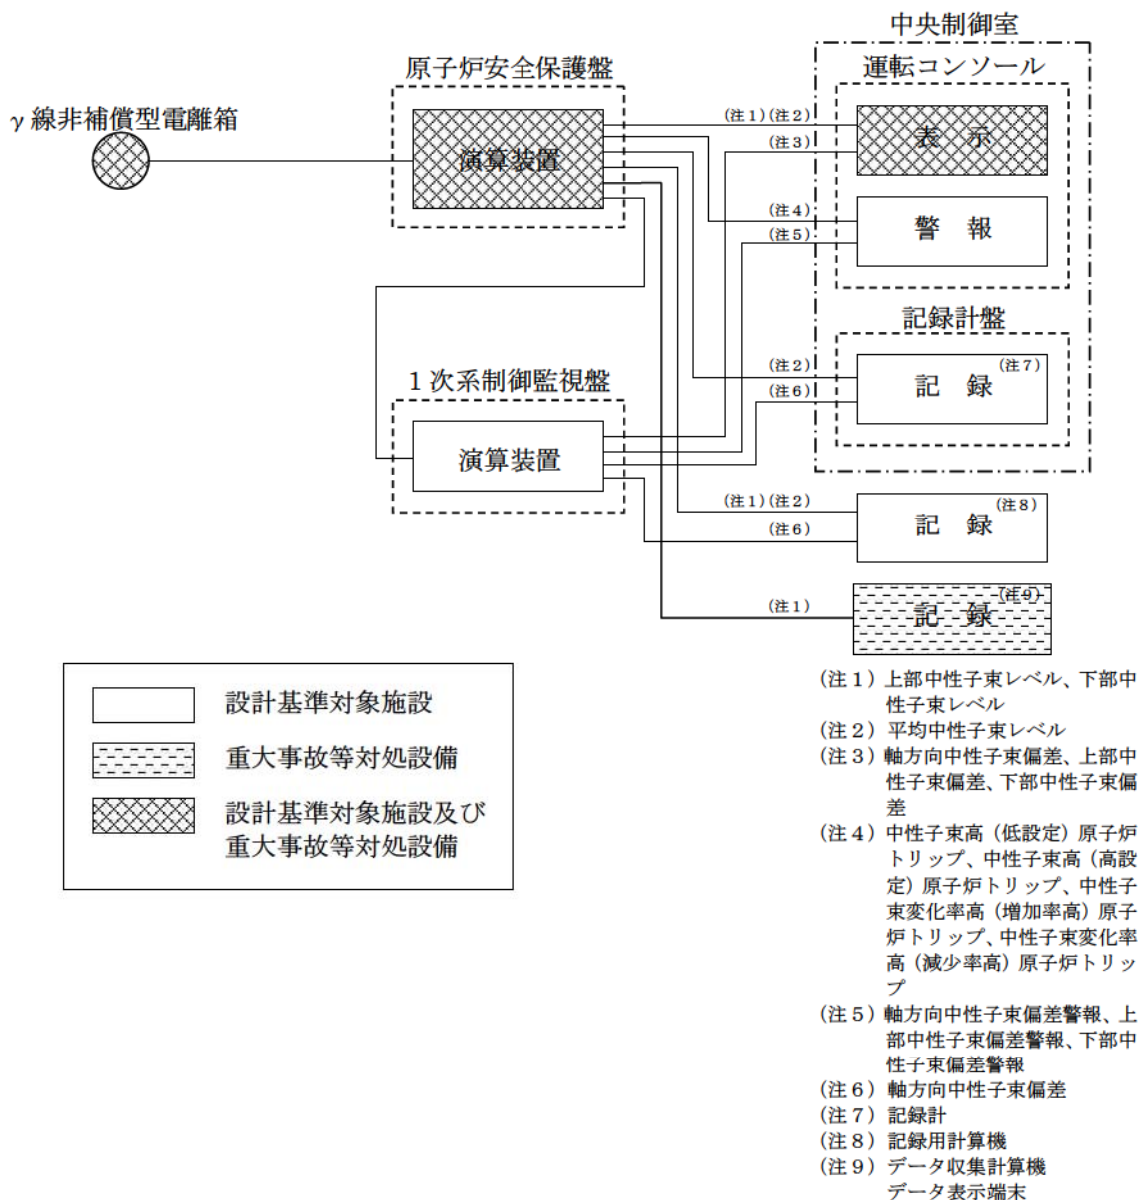 中央制御室
原子炉安全保護盤
運転コンソール
γ線非補償型電離箱
演算装置
(注1)(注2)
表 示
(注3)
(注4)
警 報
(注5)
記録計盤
1次系制御監視盤
(注2)
記 録
(注7)
(注6)
演算装置
(注1)(注2)
記 録
(注8)
(注6)
(注1)
記 録
(注9)
設計基準対象施設
重大事故等対処設備
設計基準対象施設及び
重大事故等対処設備
(注1)上部中性子束レベル、下部中
性子束レベル
(注2)平均中性子束レベル
(注3)軸方向中性子束偏差、上部中
性子束偏差、下部中性子束偏
差
(注4)中性子束高(低設定)原子炉
トリップ、中性子束高(高設
定)原子炉トリップ、中性子
束変化率高(増加率高)原子
炉トリップ、中性子束変化率
高(減少率高)原子炉トリッ
プ
(注5)軸方向中性子束偏差警報、上
部中性子束偏差警報、下部中
性子束偏差警報
(注6)軸方向中性子束偏差
(注7)記録計
(注8)記録用計算機
(注9)データ収集計算機
データ表示端末